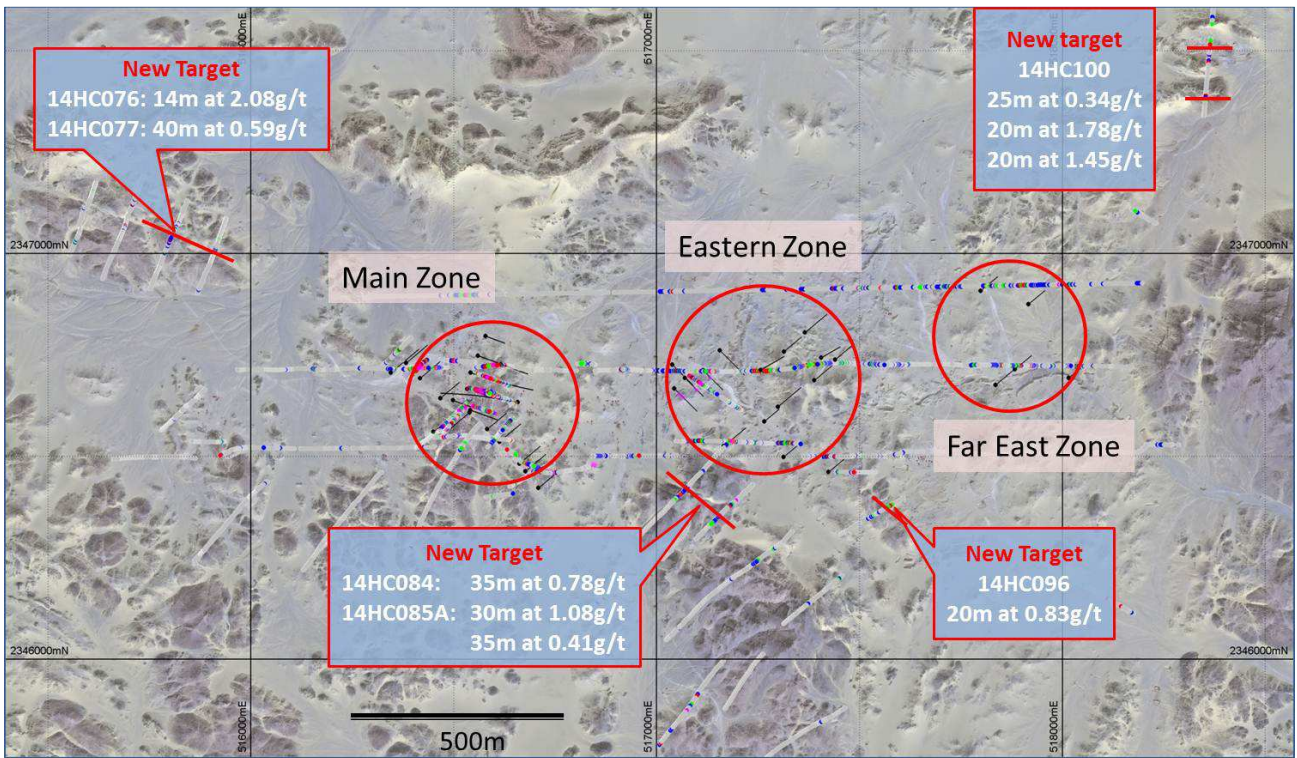 New Target
14HC076: 14m at 2.08g/t
14HC077: 40m at 0.59g/t
517000mE
518000mE
New target
14HC100
25m at 0.34g/t
20m at 1.78g/t
20m at 1.45g/t
2347000mN
2347000mN
Main Zone
Eastern Zone
Far East Zone
New Target
14HC084: 35m at 0.78g/t
14HC085A: 30m at 1.08g/t
35m at 0.41g/t
New Target
14HC096
20m at 0.83g/t
2346000mN
2346000mN
516000mE
500m
517000mE
518000mE